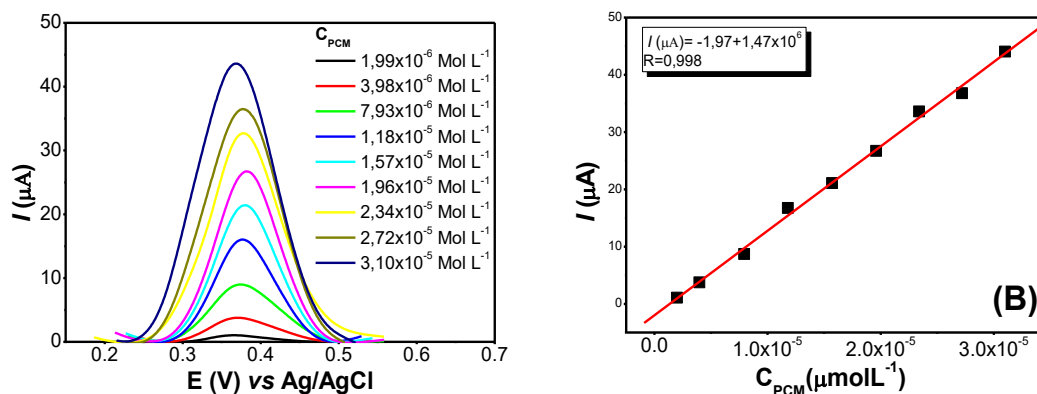 50
40
30
20
10
0
I (µA)
0.2 0.3 0.4 0.5 0.6 0.7
E (V) vs Ag/AgCl
C_PCM
1,99x10⁻⁶ Mol L⁻¹
3,98x10⁻⁶ Mol L⁻¹
7,93x10⁻⁶ Mol L⁻¹
1,18x10⁻⁵ Mol L⁻¹
1,57x10⁻⁵ Mol L⁻¹
1,96x10⁻⁵ Mol L⁻¹
2,34x10⁻⁵ Mol L⁻¹
2,72x10⁻⁵ Mol L⁻¹
3,10x10⁻⁵ Mol L⁻¹
50
40
30
20
10
0
I (µA)
I (µA)= -1,97+1,47x10⁶
R=0,998
(B)
0.0 1.0x10⁻⁵ 2.0x10⁻⁵ 3.0x10⁻⁵
C_PCM(µmolL⁻¹)